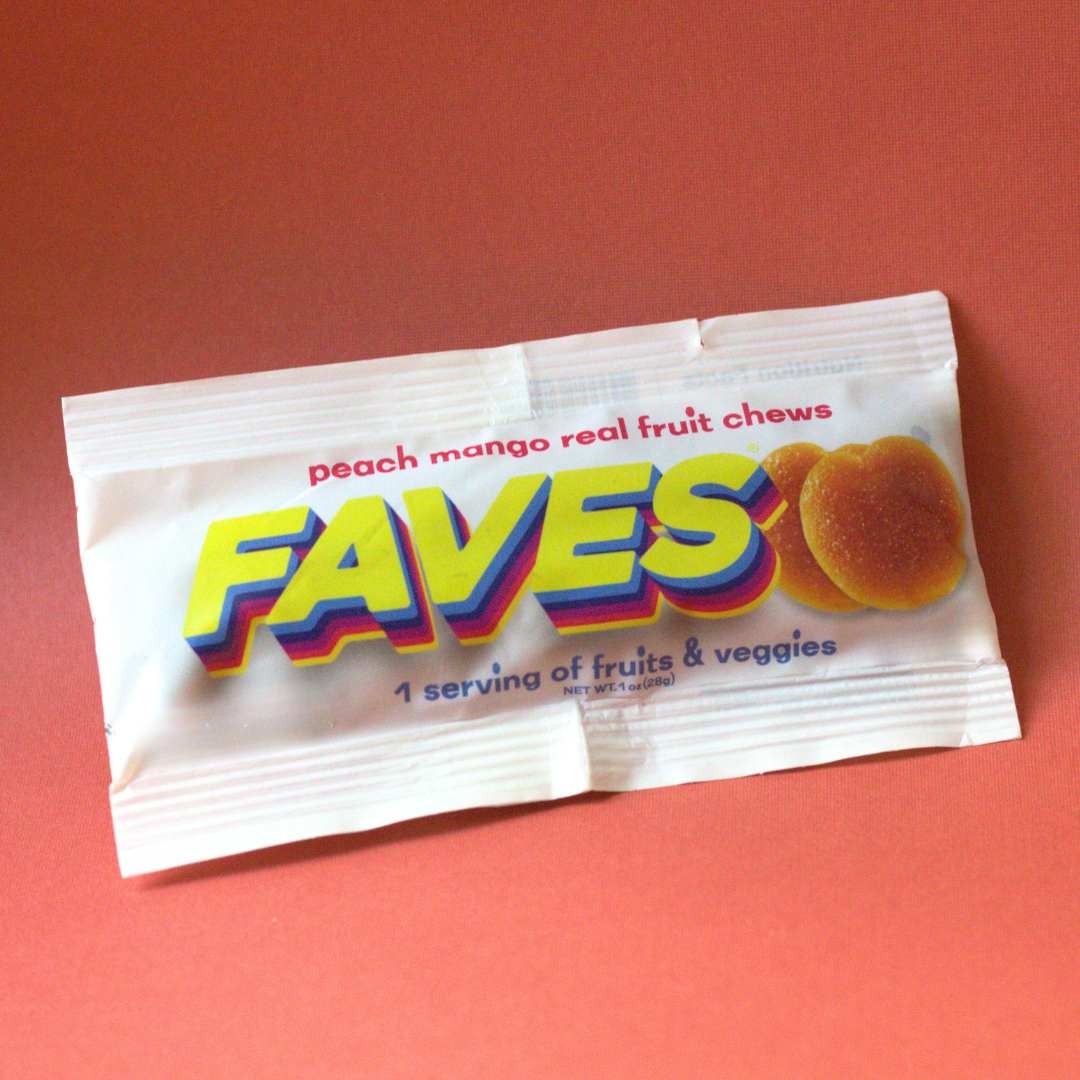 peach mango real fruit chews
FAVES®
1 serving of fruits & veggies
NET WT. 1 oz (28g)